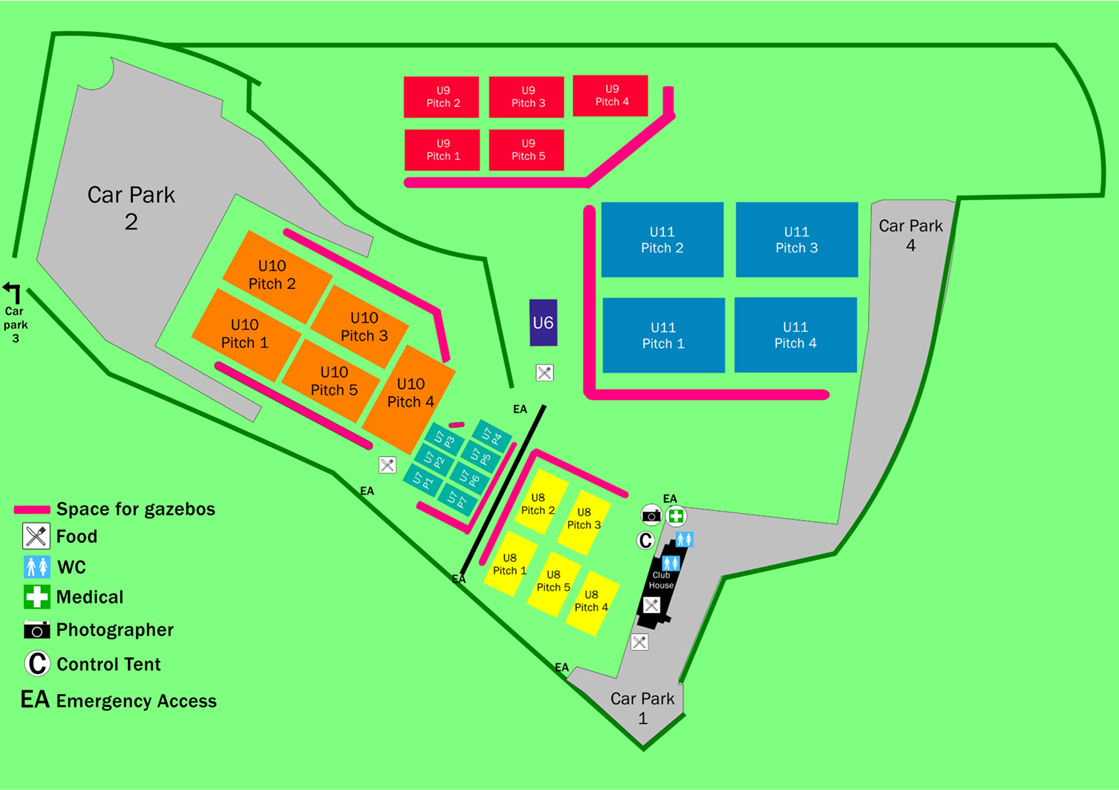 U9
Pitch 2
U9
Pitch 3
U9
Pitch 4
U9
Pitch 1
U9
Pitch 5
Car Park
2
U11
Pitch 2
U11
Pitch 3
Car Park
4
U10
Pitch 2
U10
Pitch 3
U10
Pitch 1
U10
Pitch 5
U10
Pitch 4
Car
park
3
U6
U11
Pitch 1
U11
Pitch 4
EA
U7
P3
U7
P4
U7
P2
U7
P5
U7
P1
U7
P6
U7
P7
EA
U8
Pitch 2
U8
Pitch 3
U8
Pitch 1
U8
Pitch 5
U8
Pitch 4
EA
EA
C
Club
House
EA
Car Park
1
Space for gazebos
Food
WC
Medical
Photographer
C Control Tent
EA Emergency Access